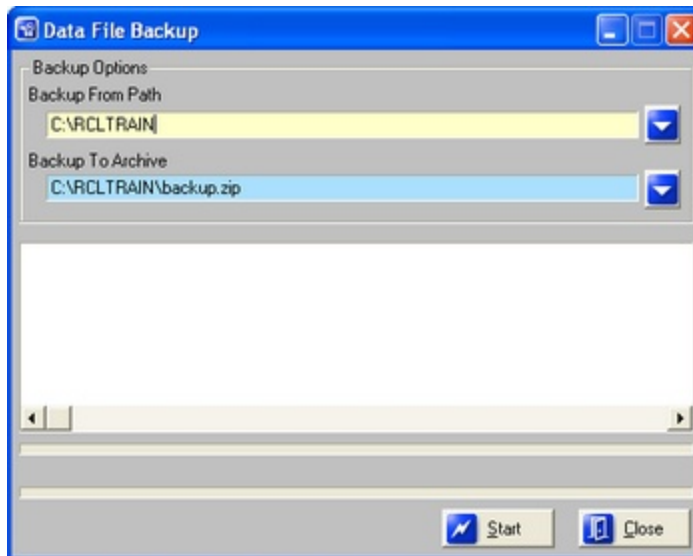 Data File Backup
Backup Options
Backup From Path
C:\RCLTRAIN
Backup To Archive
C:\RCLTRAIN\backup.zip
Start
Close